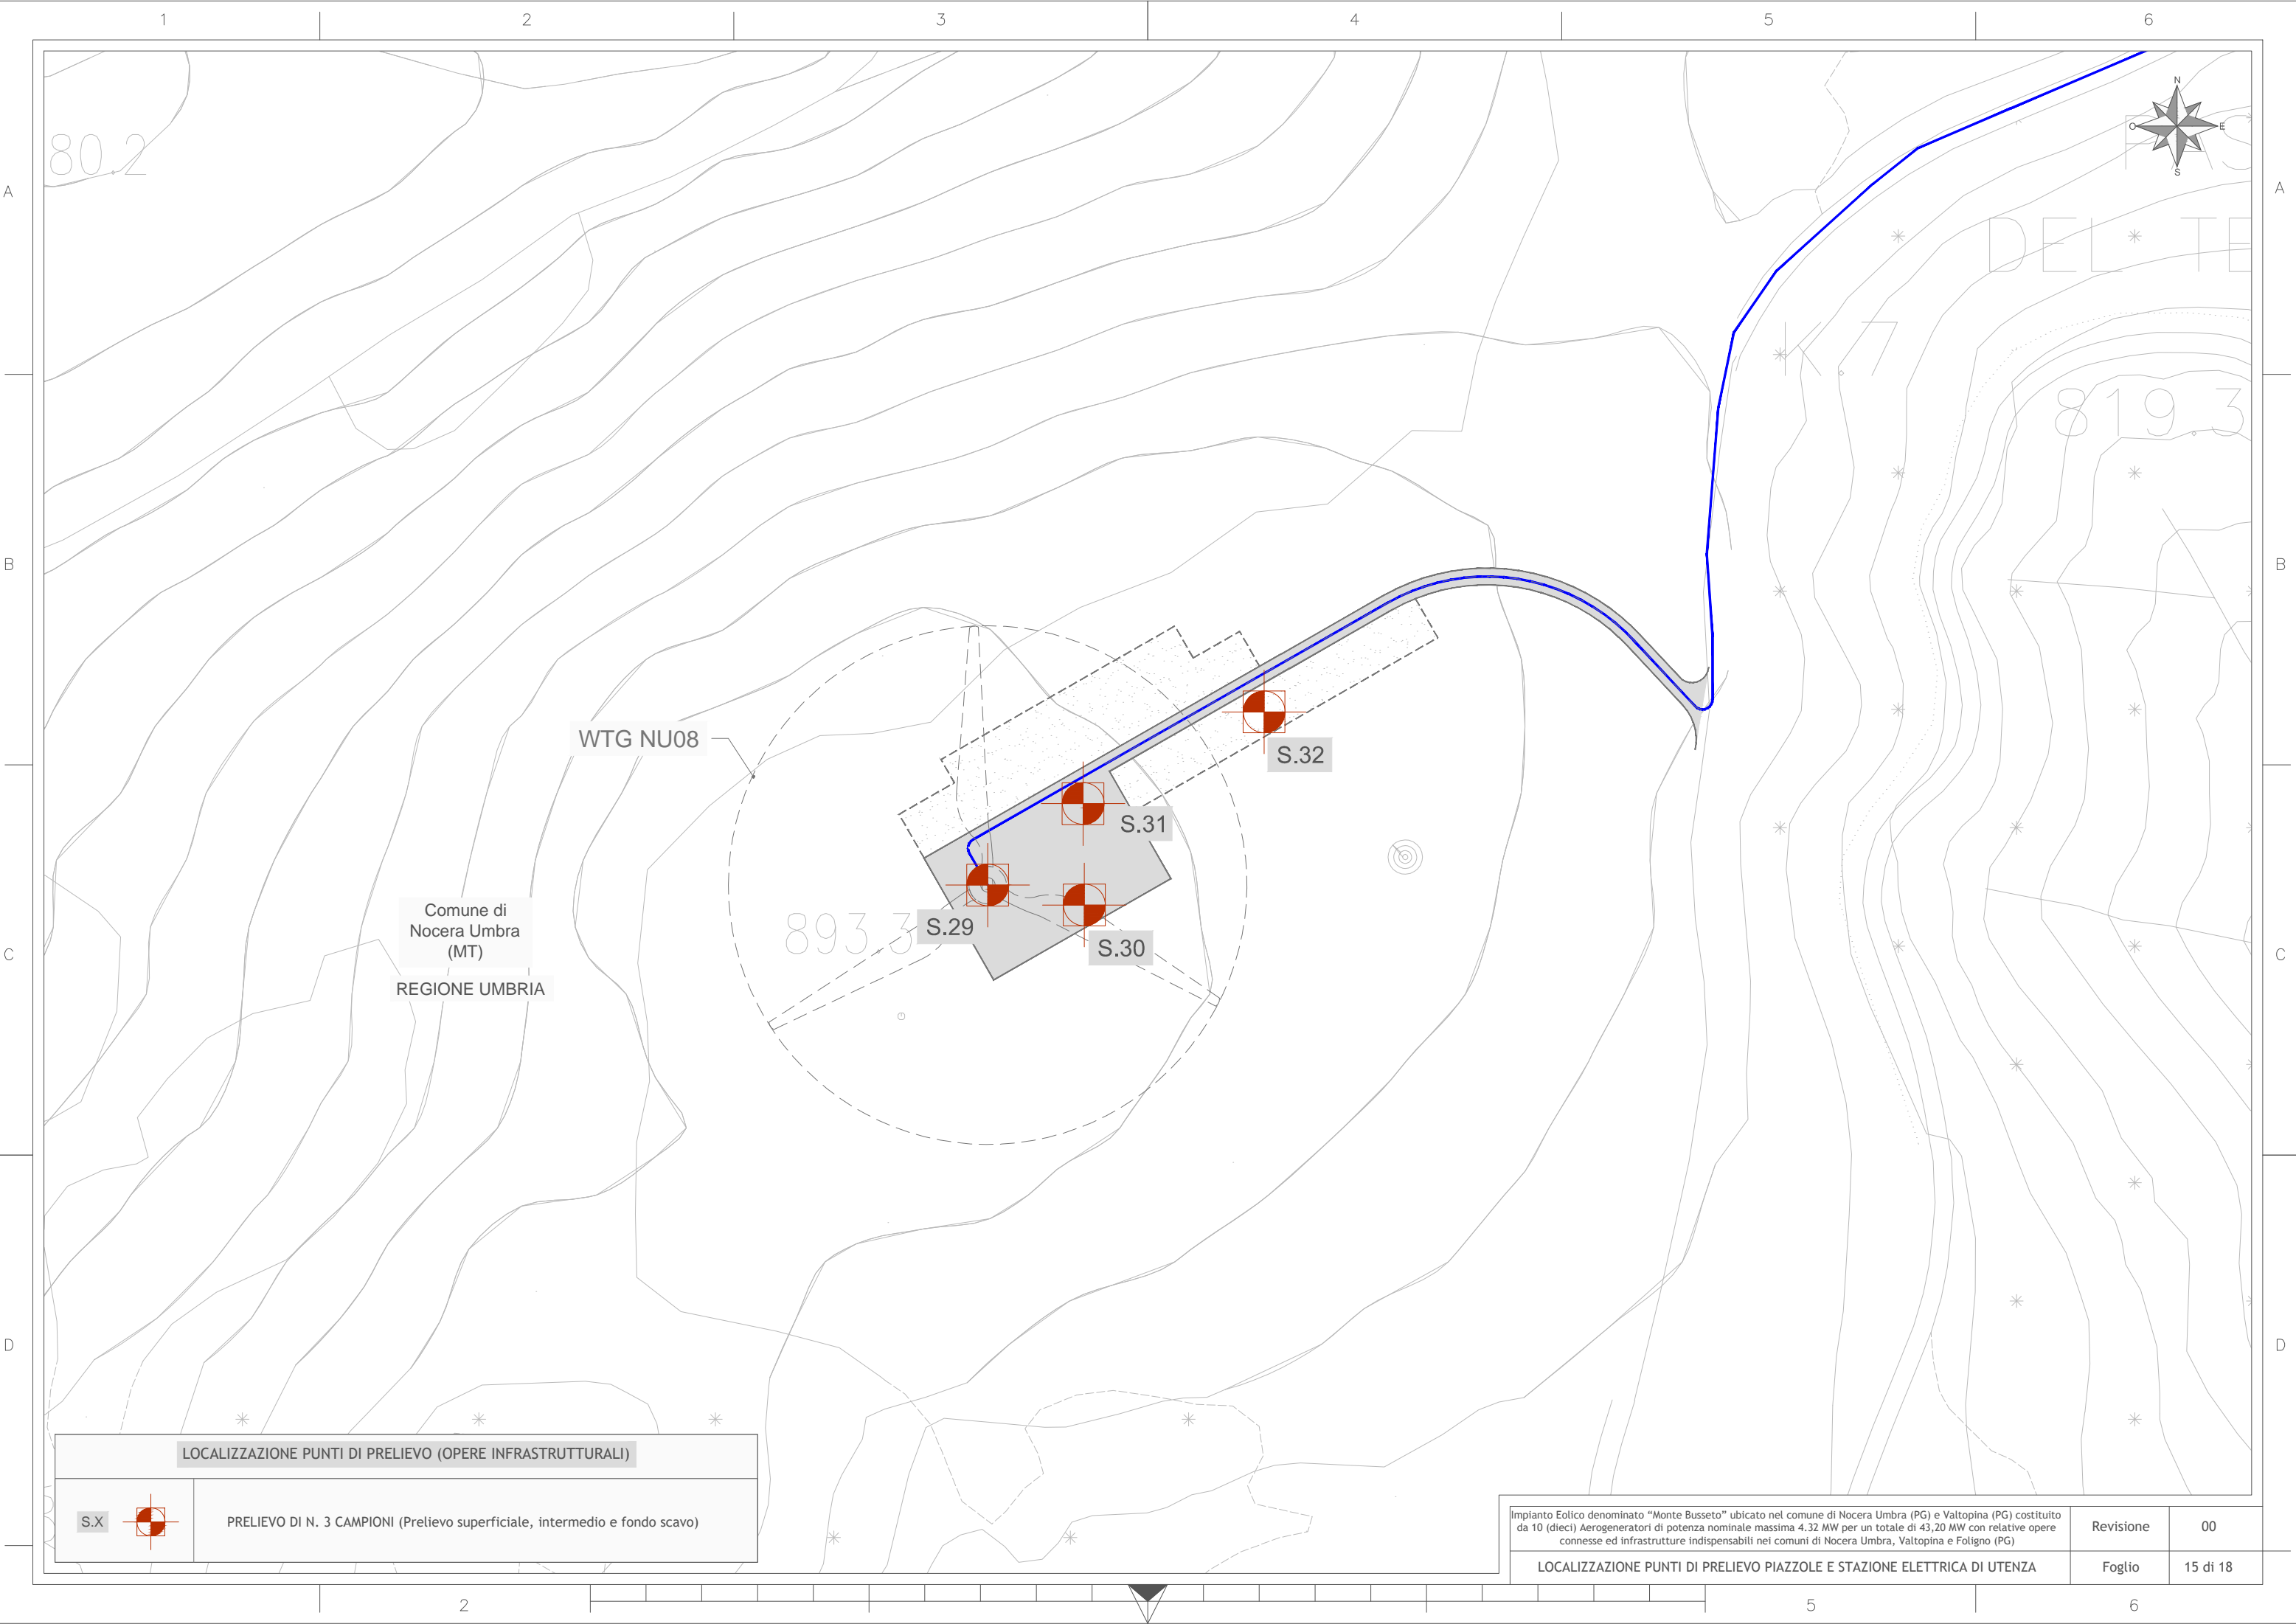 1 2 3 4 5 6
N
O E
S
80.2
A A
DEL TE
K.7
819.3
B B
WTG NU08
S.32
S.31
S.29
893.3
S.30
Comune di
Nocera Umbra
(MT)
REGIONE UMBRIA
C C
D D
LOCALIZZAZIONE PUNTI DI PRELIEVO (OPERE INFRASTRUTTURALI)
S.X PRELIEVO DI N. 3 CAMPIONI (Prelievo superficiale, intermedio e fondo scavo)
Impianto Eolico denominato “Monte Busseto” ubicato nel comune di Nocera Umbra (PG) e Valtopina (PG) costituito
da 10 (dieci) Aerogeneratori di potenza nominale massima 4.32 MW per un totale di 43,20 MW con relative opere
connesse ed infrastrutture indispensabili nei comuni di Nocera Umbra, Valtopina e Foligno (PG)
Revisione 00
LOCALIZZAZIONE PUNTI DI PRELIEVO PIAZZOLE E STAZIONE ELETTRICA DI UTENZA
Foglio 15 di 18
2 5 6